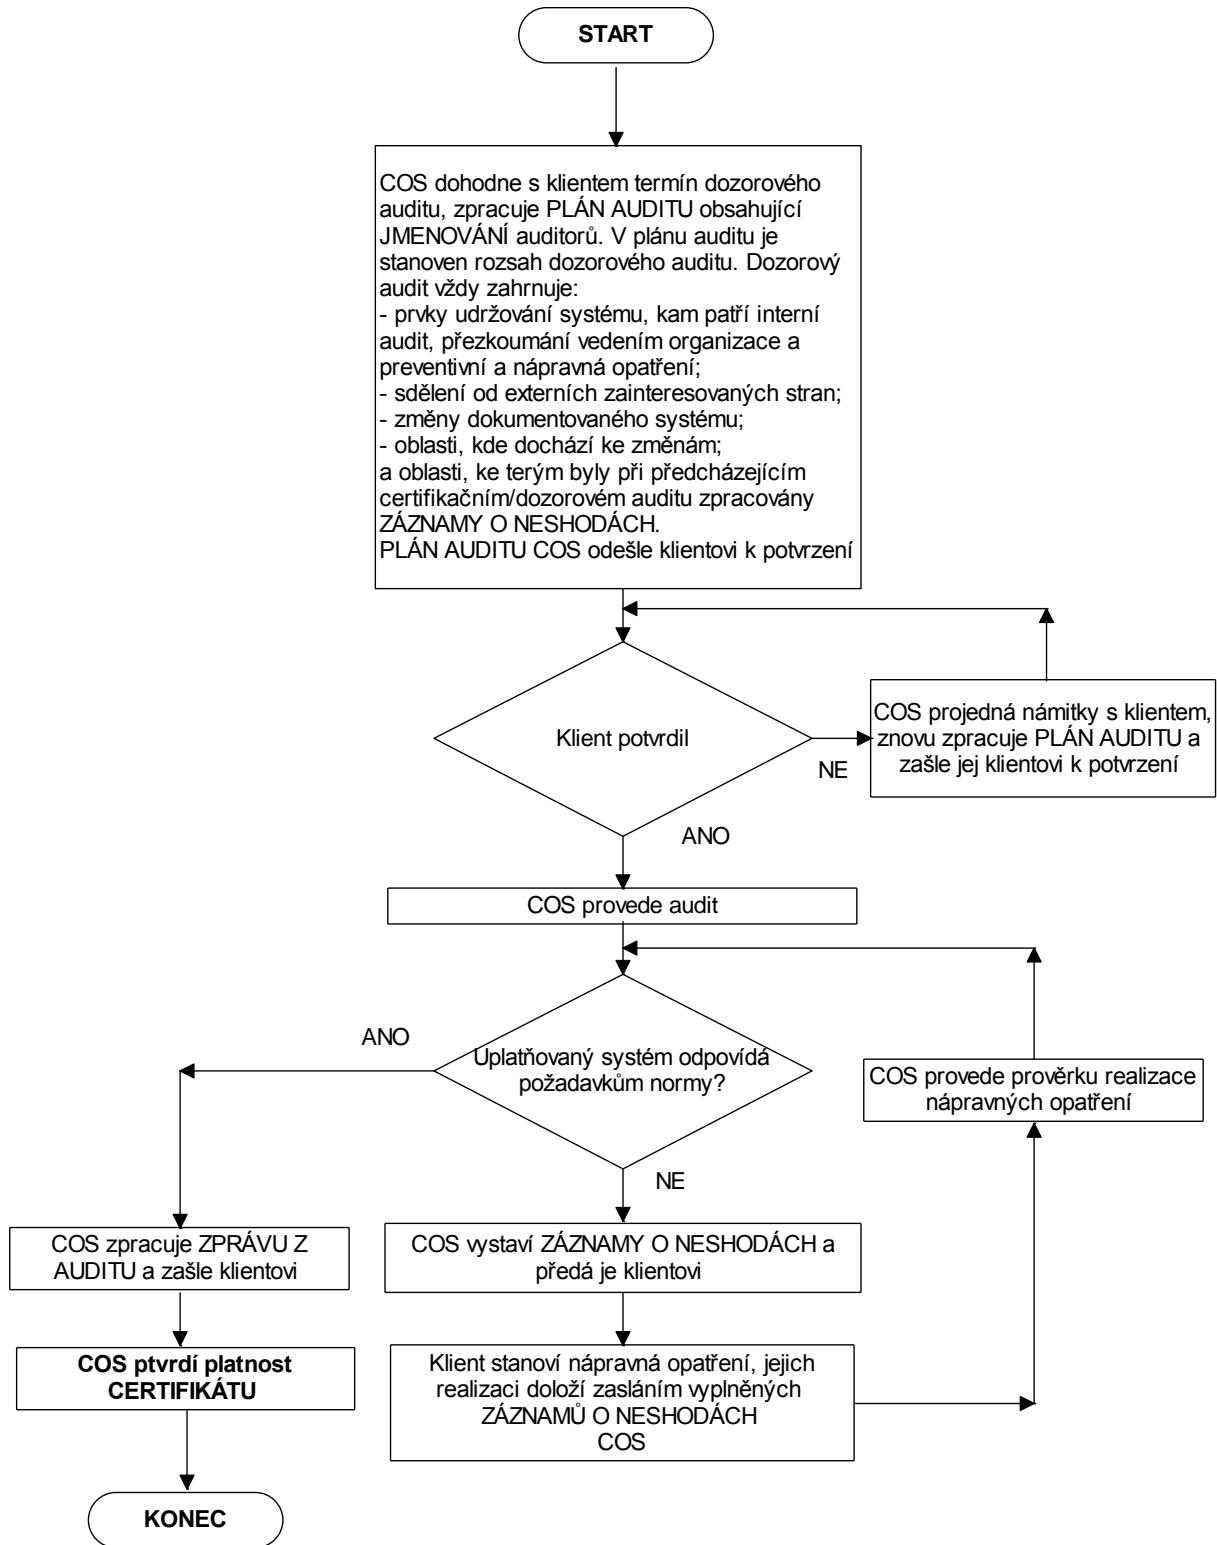 START
COS dohodne s klientem termín dozorového
auditu, zpracuje PLÁN AUDITU obsahující
JMENOVÁNÍ auditorů. V plánu auditu je
stanoven rozsah dozorového auditu. Dozorový
audit vždy zahrnuje:
- prvky udržování systému, kam patří interní
audit, přezkoumání vedením organizace a
preventivní a nápravná opatření;
- sdělení od externích zainteresovaných stran;
- změny dokumentovaného systému;
- oblasti, kde dochází ke změnám;
a oblasti, ke terým byly při předcházejícím
certifikačním/dozorovém auditu zpracovány
ZÁZNAMY O NESHODÁCH.
PLÁN AUDITU COS odešle klientovi k potvrzení
Klient potvrdil
NE
COS projedná námitky s klientem,
znovu zpracuje PLÁN AUDITU a
zašle jej klientovi k potvrzení
ANO
COS provede audit
ANO
Uplatňovaný systém odpovídá
požadavkům normy?
COS provede prověrku realizace
nápravných opatření
NE
COS zpracuje ZPRÁVU Z
AUDITU a zašle klientovi
COS vystaví ZÁZNAMY O NESHODÁCH a
předá je klientovi
COS ptvrdí platnost
CERTIFIKÁTU
Klient stanoví nápravná opatření, jejich
realizaci doloží zasláním vyplněných
ZÁZNAMŮ O NESHODÁCH
COS
KONEC